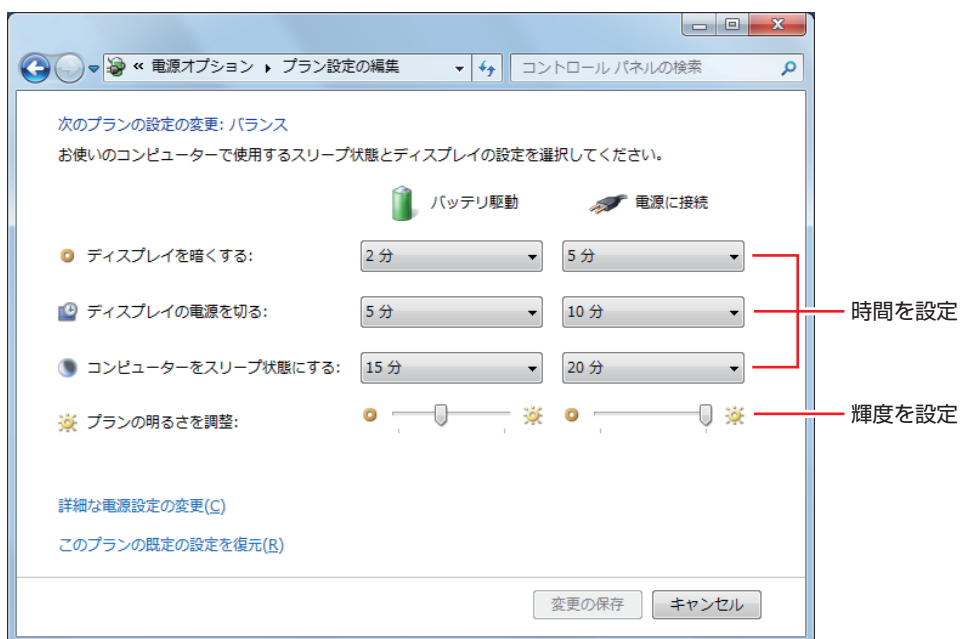 « 電源オプション ▸ プラン設定の編集
コントロール パネルの検索
次のプランの設定の変更: バランス
お使いのコンピューターで使用するスリープ状態とディスプレイの設定を選択してください。
バッテリ駆動 電源に接続
ディスプレイを暗くする: 2 分 5 分
ディスプレイの電源を切る: 5 分 10 分 時間を設定
コンピューターをスリープ状態にする: 15 分 20 分
プランの明るさを調整: 輝度を設定
詳細な電源設定の変更(C)
このプランの既定の設定を復元(R)
変更の保存 キャンセル